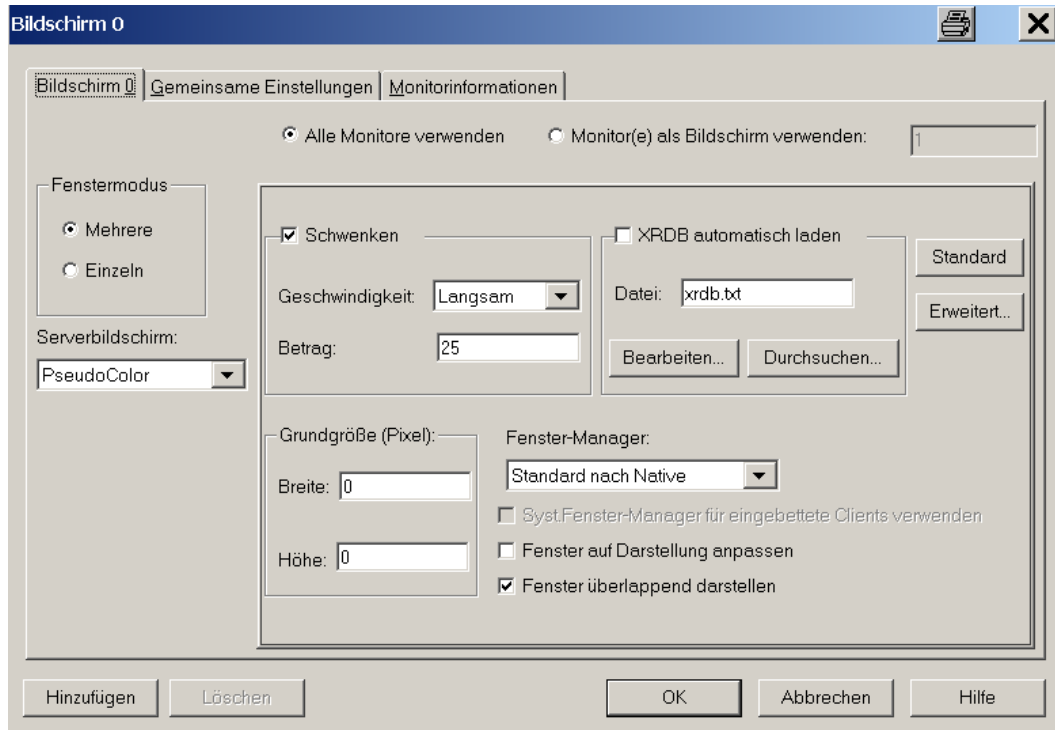 Bildschirm 0
Bildschirm 0 Gemeinsame Einstellungen Monitorinformationen
Alle Monitore verwenden Monitor(e) als Bildschirm verwenden: 1
Fenstermodus
Mehrere
Einzeln
Serverbildschirm:
PseudoColor
Schwenken
Geschwindigkeit: Langsam
Betrag: 25
XRDB automatisch laden
Datei: xrdb.txt
Bearbeiten... Durchsuchen...
Standard
Erweitert...
Grundgröße (Pixel):
Breite: 0
Höhe: 0
Fenster-Manager:
Standard nach Native
Syst.Fenster-Manager für eingebettete Clients verwenden
Fenster auf Darstellung anpassen
Fenster überlappend darstellen
Hinzufügen Löschen OK Abbrechen Hilfe